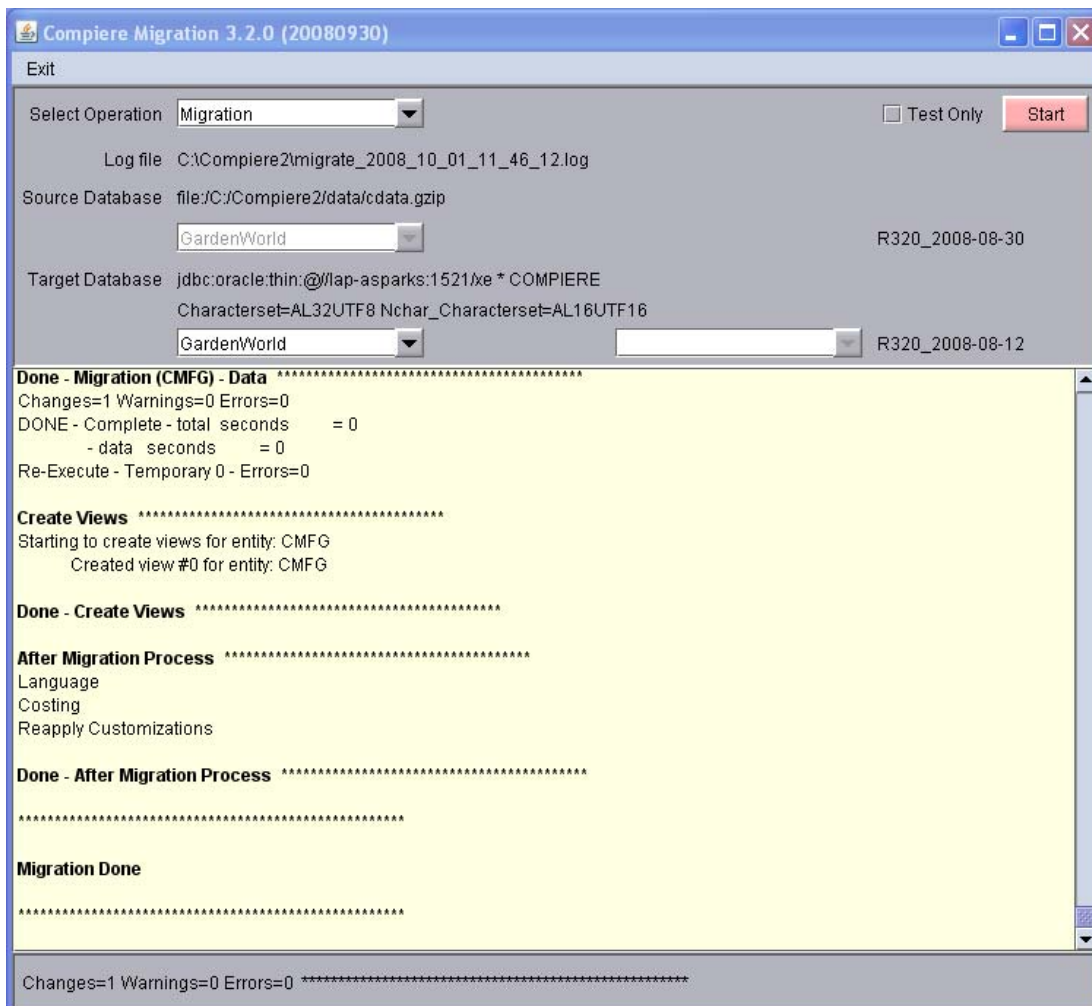 Compiere Migration 3.2.0 (20080930)
Exit
Select Operation Migration Test Only Start
Log file C:\Compiere2\migrate_2008_10_01_11_46_12.log
Source Database file:/C:/Compiere2/data/cdata.gzip
GardenWorld R320_2008-08-30
Target Database jdbc:oracle:thin:@//lap-asparks:1521/xe * COMPIERE
Characterset=AL32UTF8 Nchar_Characterset=AL16UTF16
GardenWorld R320_2008-08-12
Done - Migration (CMFG) - Data ******************************************
Changes=1 Warnings=0 Errors=0
DONE - Complete - total seconds = 0
- data seconds = 0
Re-Execute - Temporary 0 - Errors=0
Create Views ******************************************
Starting to create views for entity: CMFG
Created view #0 for entity: CMFG
Done - Create Views ******************************************
After Migration Process ******************************************
Language
Costing
Reapply Customizations
Done - After Migration Process ******************************************
*****************************************************
Migration Done
*****************************************************
Changes=1 Warnings=0 Errors=0 *****************************************************